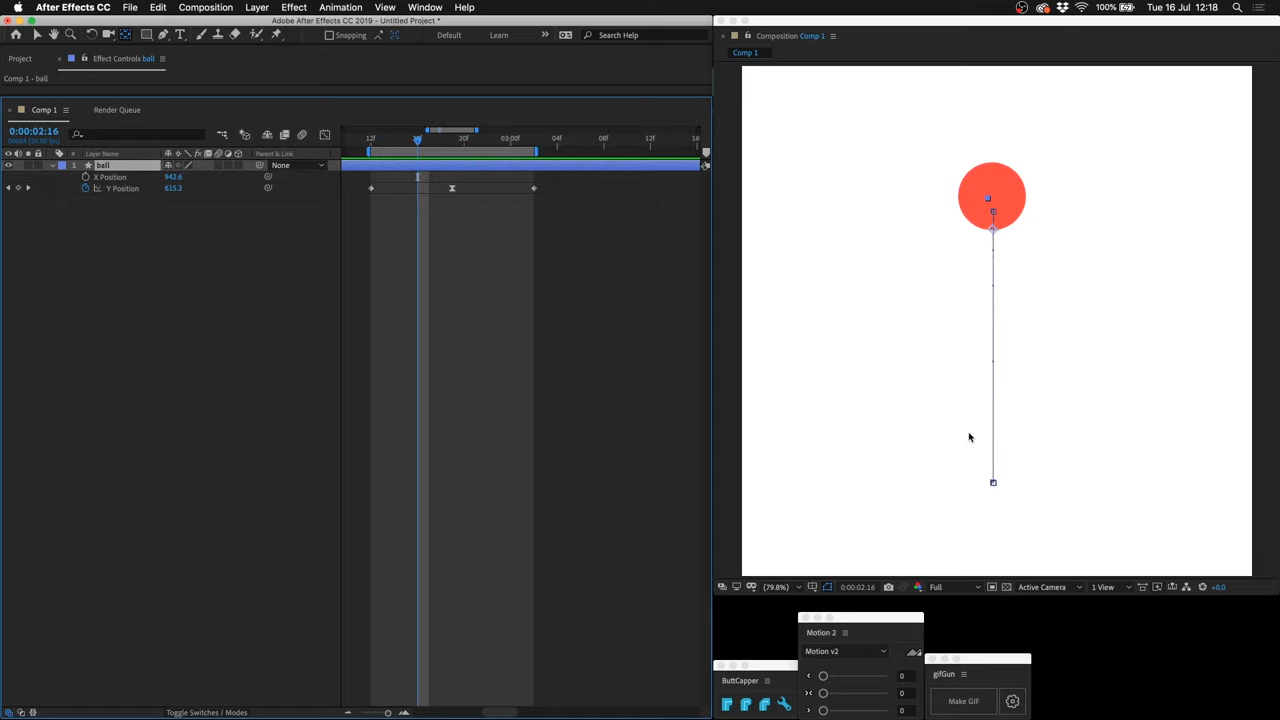 After Effects CC File Edit Composition Layer Effect Animation View Window Help 100% Tue 16 Jul 12:18
Adobe After Effects CC 2019 - Untitled Project *
Snapping Default Learn Search Help
Project Effect Controls ball
Comp 1 • ball
Composition Comp 1
Comp 1
Comp 1 Render Queue
0:00:02:16
00064 (24.00 fps)
12f 20f 03:00f 04f 08f 12f 16
# Layer Name Parent & Link
1 ball None
X Position 942.6
Y Position 615.3
Toggle Switches / Modes
(79.8%) 0:00:02:16 Full Active Camera 1 View +0.0
Motion 2
Motion v2
0
0
0
ButtCapper
gifGun
Make GIF